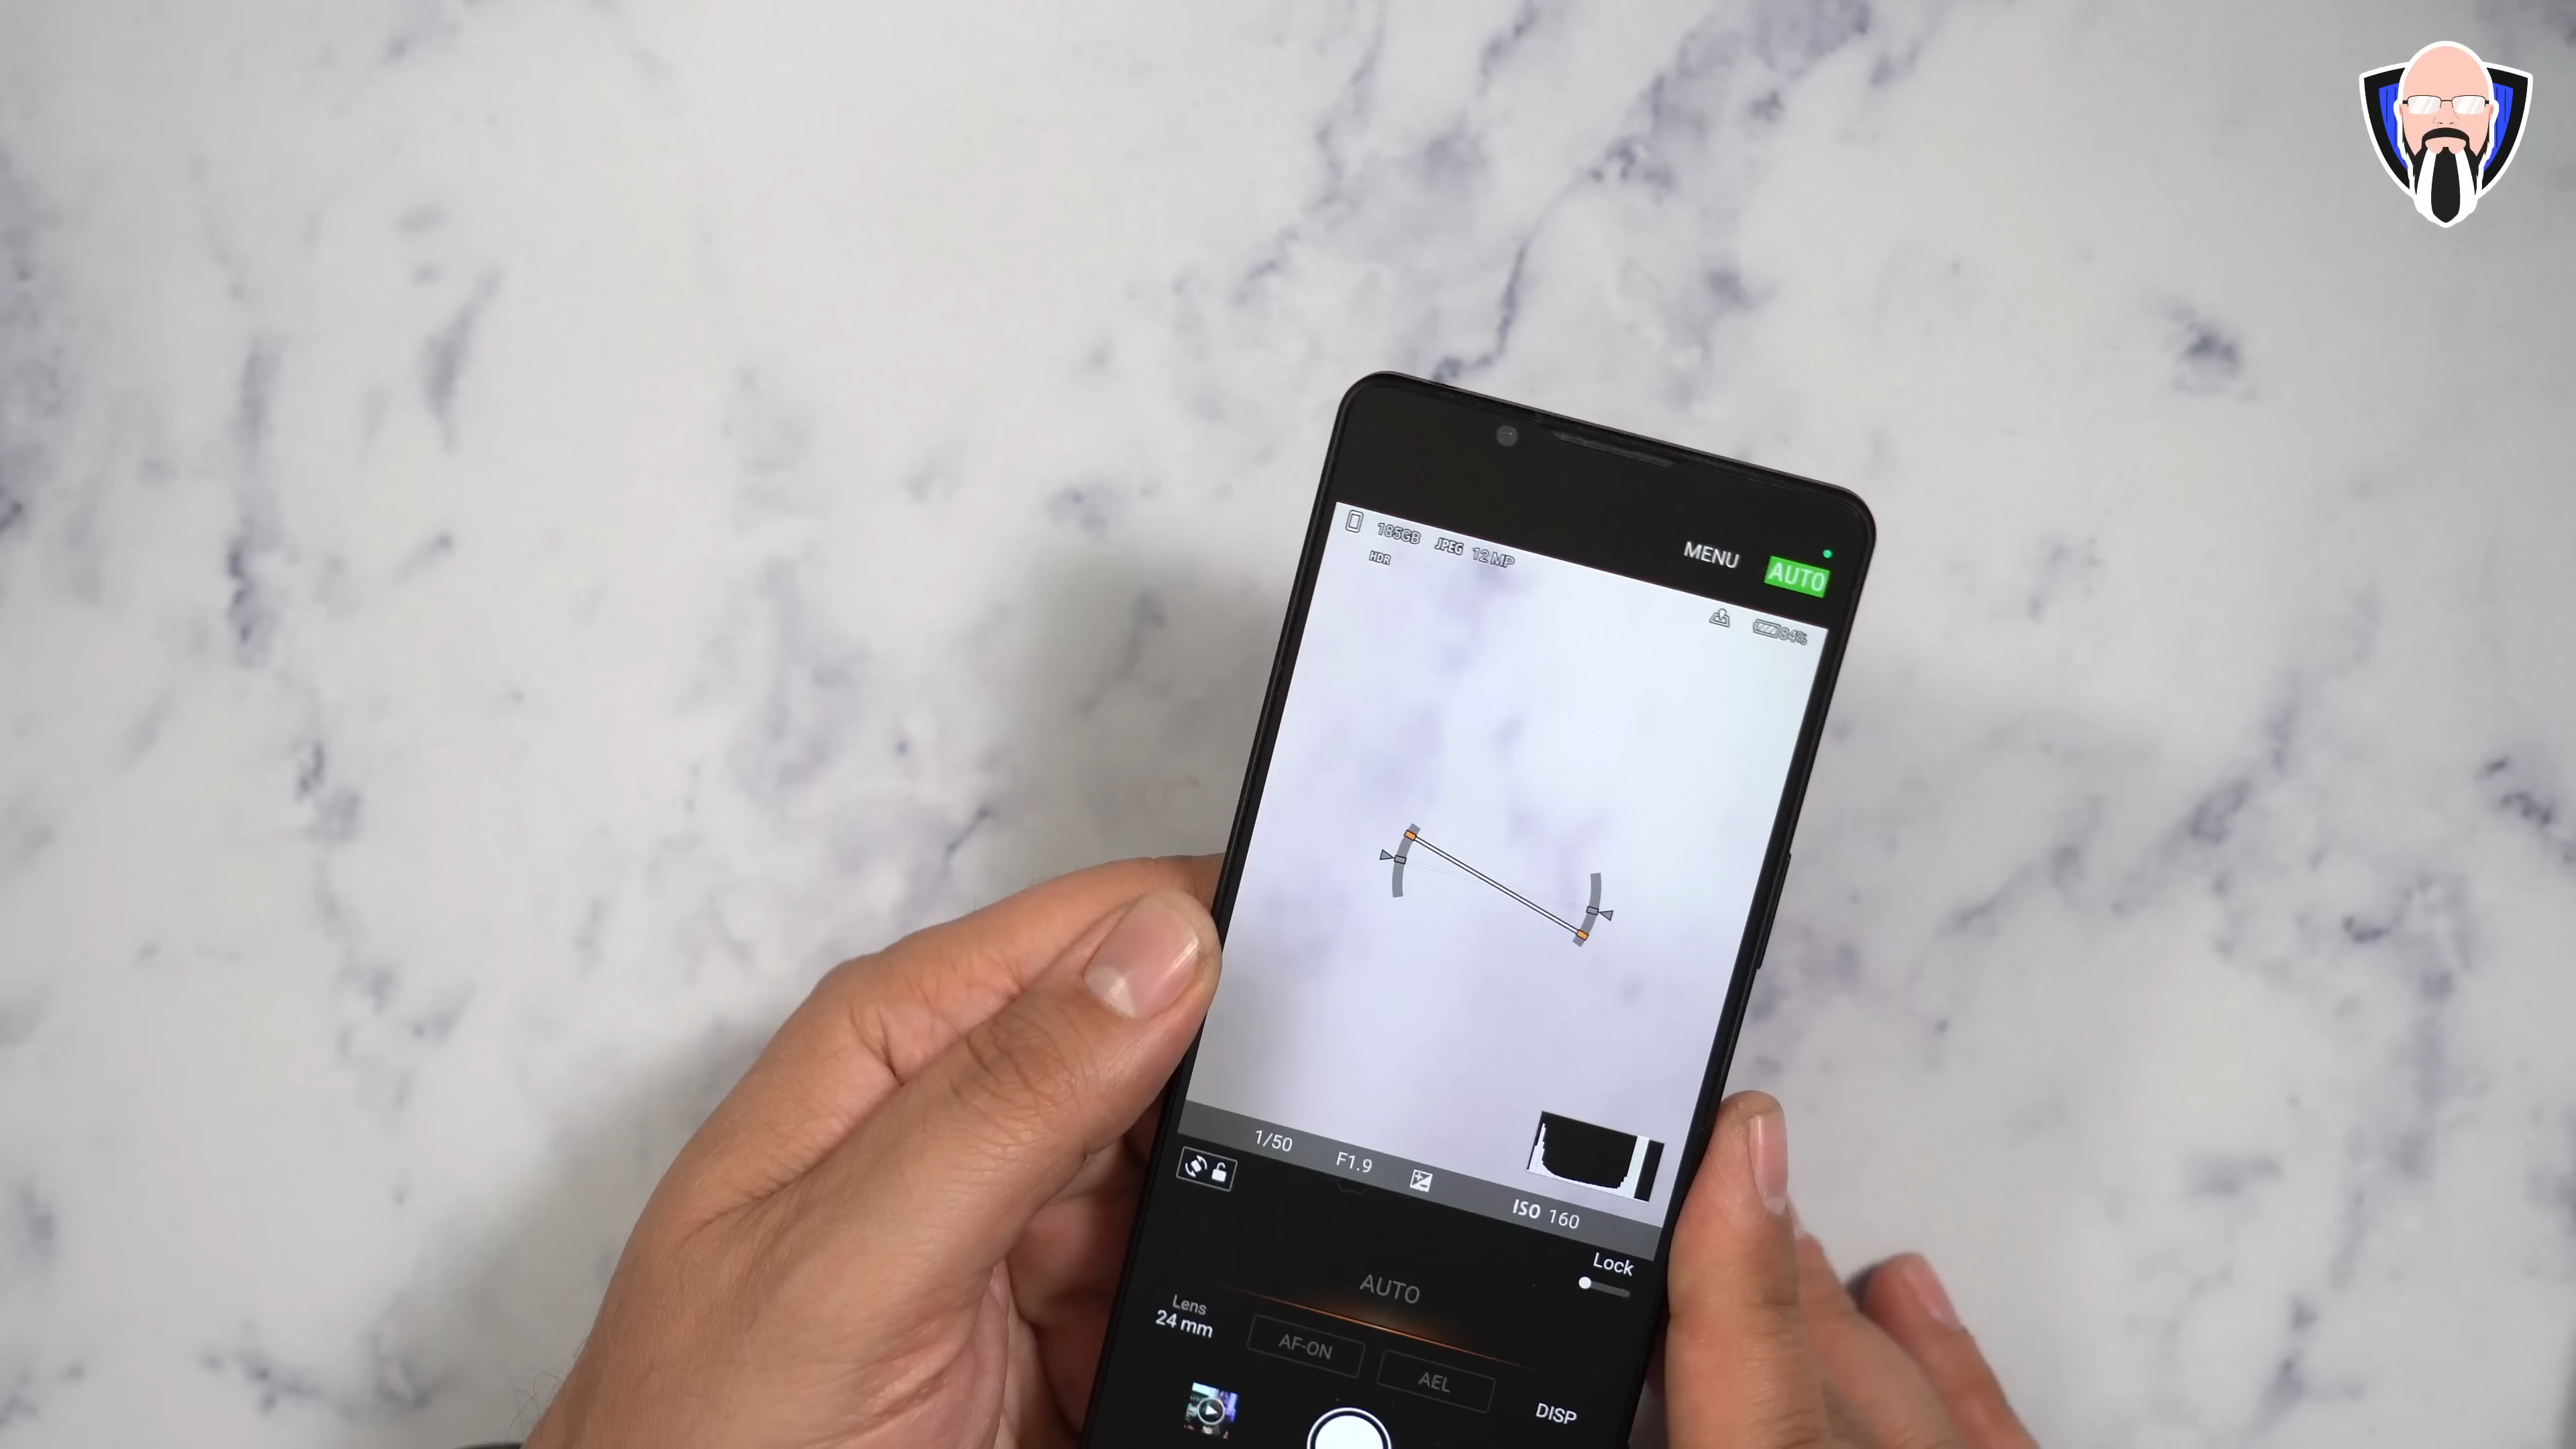 185GB JPEG 12 MP
HDR
MENU AUTO
84%
1/50 F1.9 ISO 160
Lock
AUTO
Lens
24 mm
AF-ON AEL
DISP